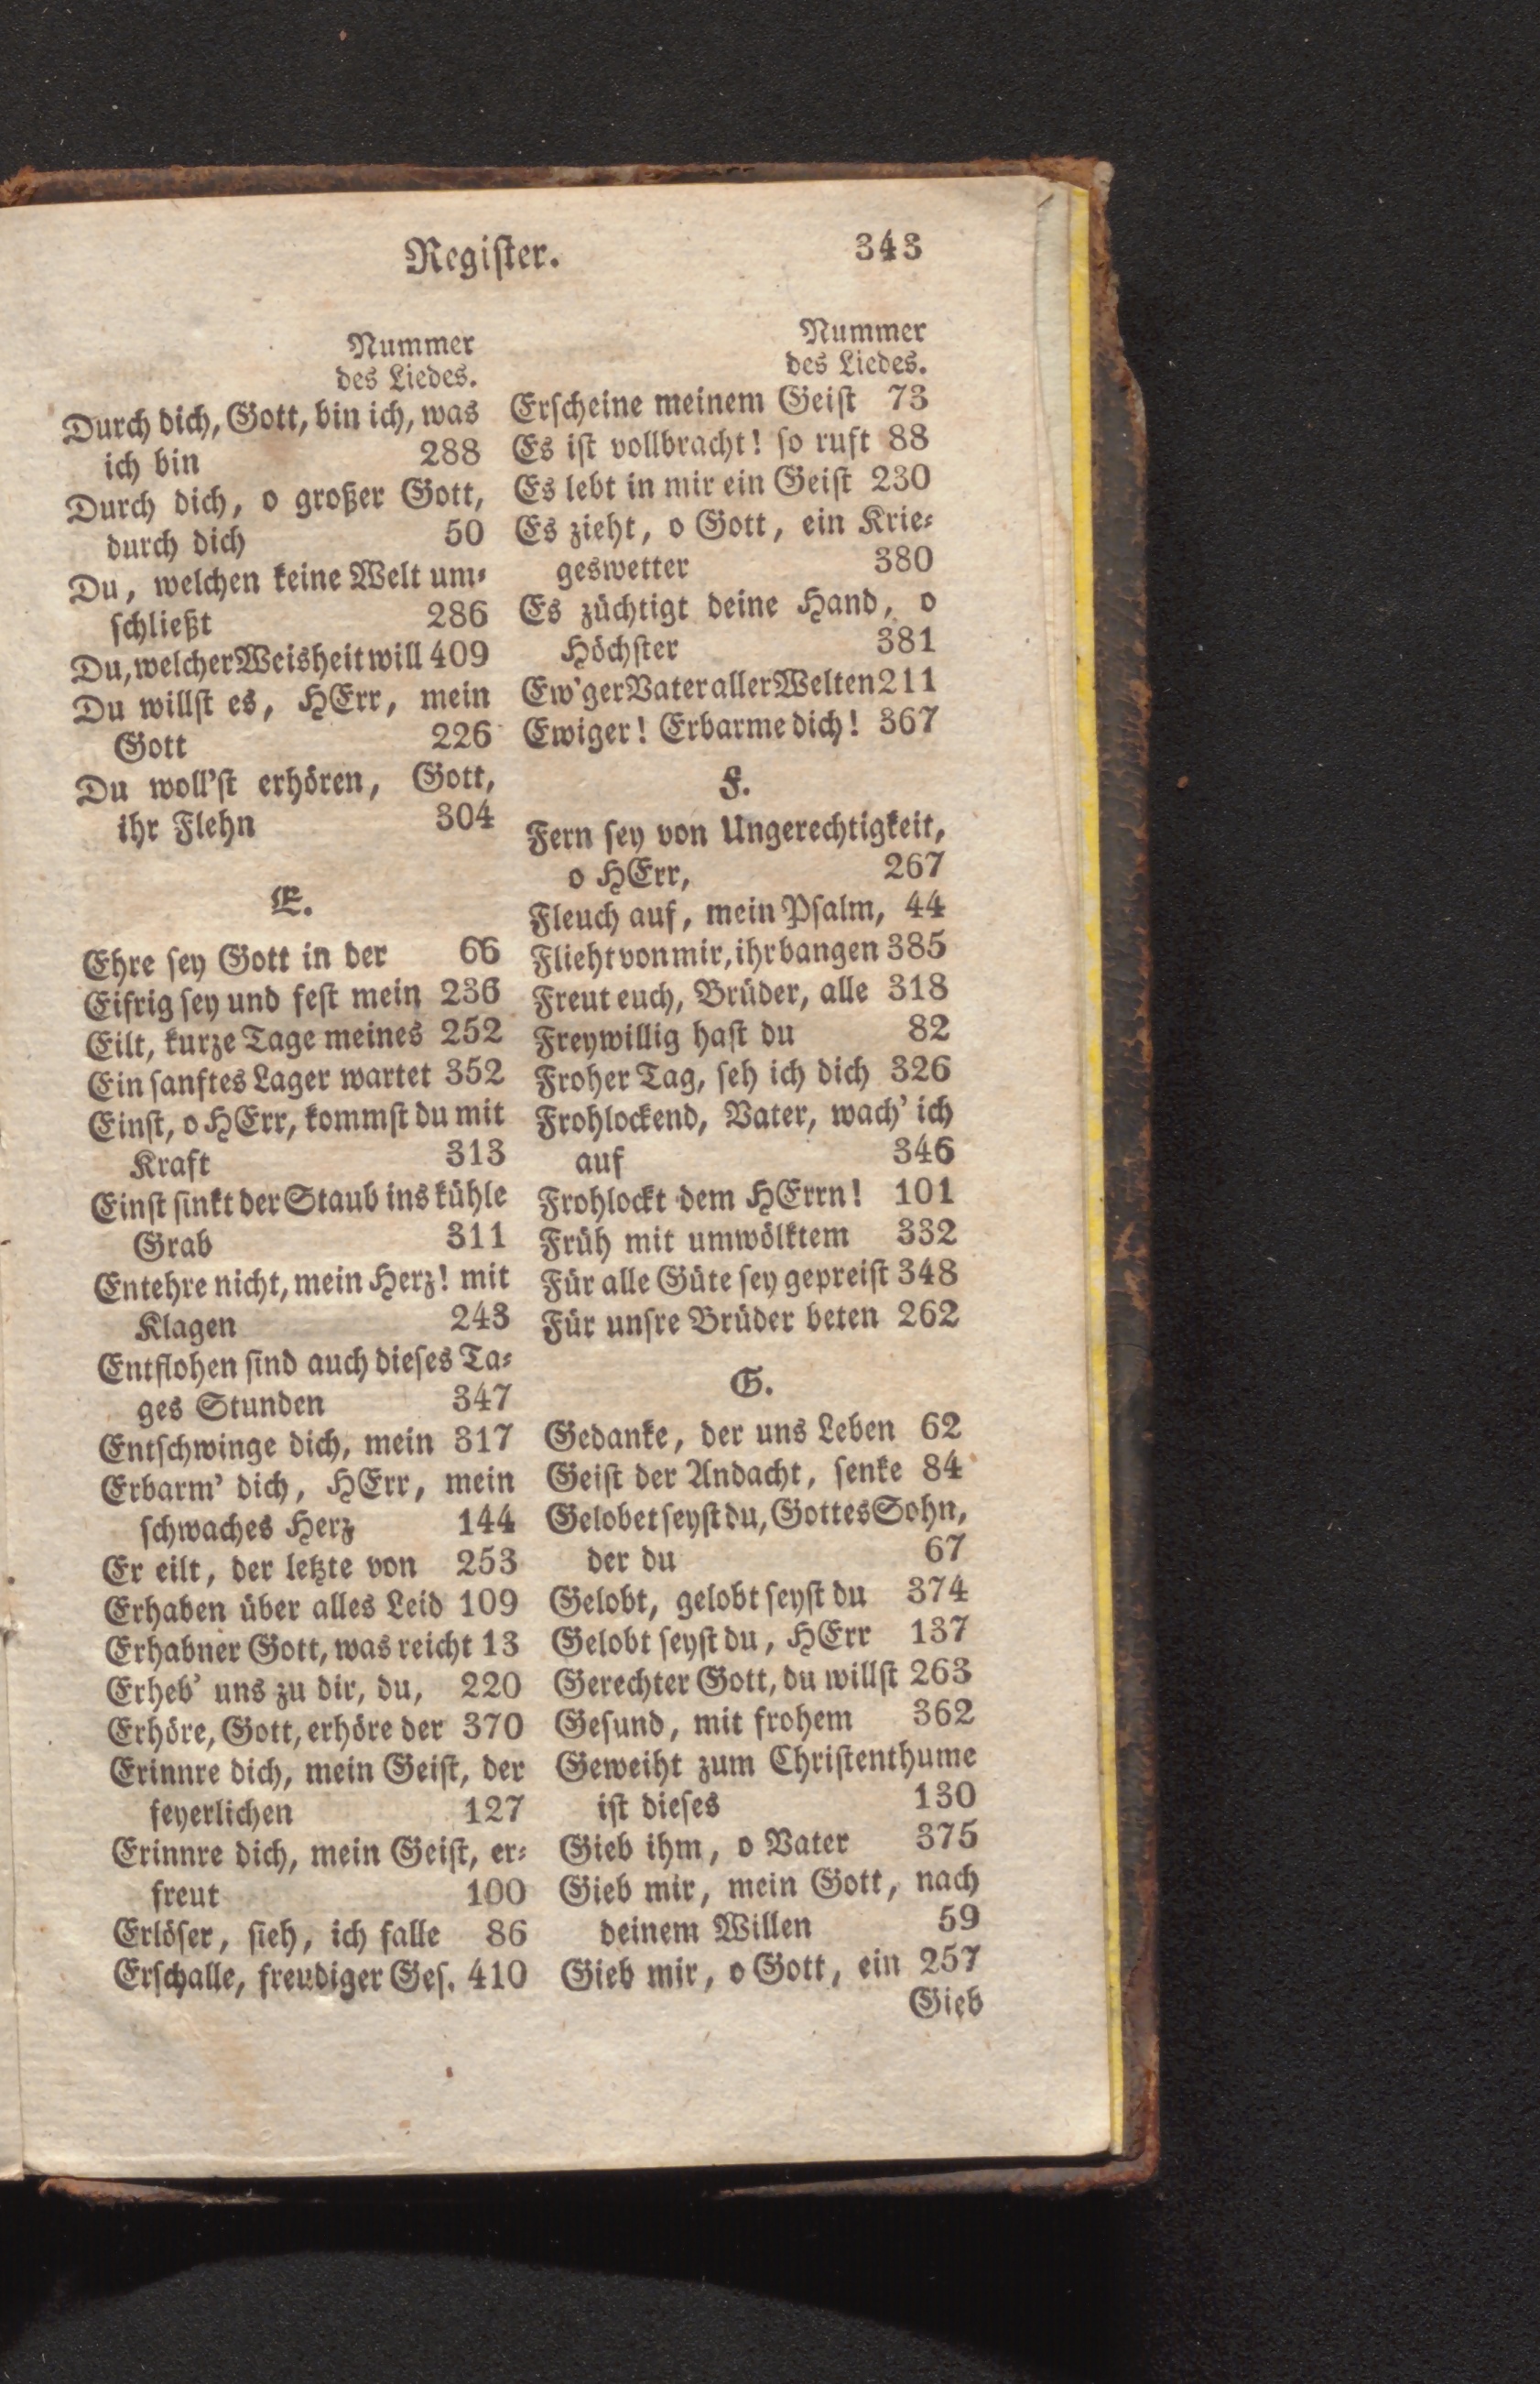 Regiſter.
343
Nummer
des Liedes.
Durch dich, Gott, bin ich, was
ich bin 288
Durch dich, o großer Gott,
durch dich 50
Du, welchen keine Welt um⸗
ſchließt 286
Du, welcher Weisheit will 409
Du willſt es, HErr, mein
Gott 226
Du woll'ſt erhören, Gott,
ihr Flehn 304
E.
Ehre ſey Gott in der 66
Eifrig ſey und feſt mein 236
Eilt, kurze Tage meines 252
Ein ſanftes Lager wartet 352
Einſt, o HErr, kommſt du mit
Kraft 313
Einſt ſinkt der Staub ins kühle
Grab 311
Entehre nicht, mein Herz! mit
Klagen 243
Entflohen ſind auch dieſes Ta⸗
ges Stunden 347
Entſchwinge dich, mein 317
Erbarm' dich, HErr, mein
ſchwaches Herz 144
Er eilt, der letzte von 253
Erhaben über alles Leid 109
Erhabner Gott, was reicht 13
Erheb' uns zu dir, du, 220
Erhöre, Gott, erhöre der 370
Erinnre dich, mein Geiſt, der
feyerlichen 127
Erinnre dich, mein Geiſt, er⸗
freut 100
Erlöſer, ſieh, ich falle 86
Erſchalle, freudiger Geſ. 410
Nummer
des Liedes.
Erſcheine meinem Geiſt 73
Es iſt vollbracht! ſo ruft 88
Es lebt in mir ein Geiſt 230
Es zieht, o Gott, ein Krie⸗
geswetter 380
Es züchtigt deine Hand, o
Höchſter 381
Ew'ger Vater aller Welten 211
Ewiger! Erbarme dich! 367
F.
Fern ſey von Ungerechtigkeit,
o HErr, 267
Fleuch auf, mein Pſalm, 44
Flieht von mir, ihr bangen 385
Freut euch, Brüder, alle 318
Freywillig haſt du 82
Froher Tag, ſeh ich dich 326
Frohlockend, Vater, wach' ich
auf 346
Frohlockt dem HErrn! 101
Früh mit umwölktem 332
Für alle Güte ſey gepreiſt 348
Für unſre Brüder beten 262
G.
Gedanke, der uns Leben 62
Geiſt der Andacht, ſenke 84
Gelobet ſeyſt du, Gottes Sohn,
der du 67
Gelobt, gelobt ſeyſt du 374
Gelobt ſeyſt du, HErr 137
Gerechter Gott, du willſt 263
Geſund, mit frohem 362
Geweiht zum Chriſtenthume
iſt dieſes 130
Gieb ihm, o Vater 375
Gieb mir, mein Gott, nach
deinem Willen 59
Gieb mir, o Gott, ein 257
Gieb